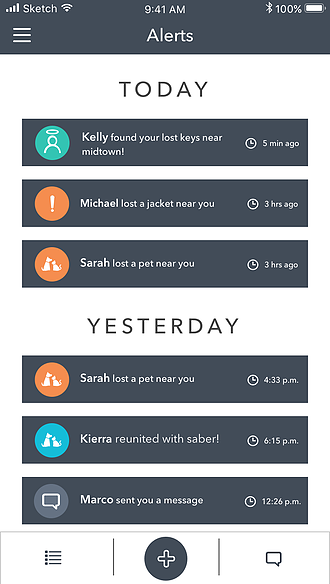 Sketch 9:41 AM 100%
Alerts
TODAY
Kelly found your lost keys near
midtown!
5 min ago
Michael lost a jacket near you
3 hrs ago
Sarah lost a pet near you
3 hrs ago
YESTERDAY
Sarah lost a pet near you
4:33 p.m.
Kierra reunited with saber!
6:15 p.m.
Marco sent you a message
12:26 p.m.